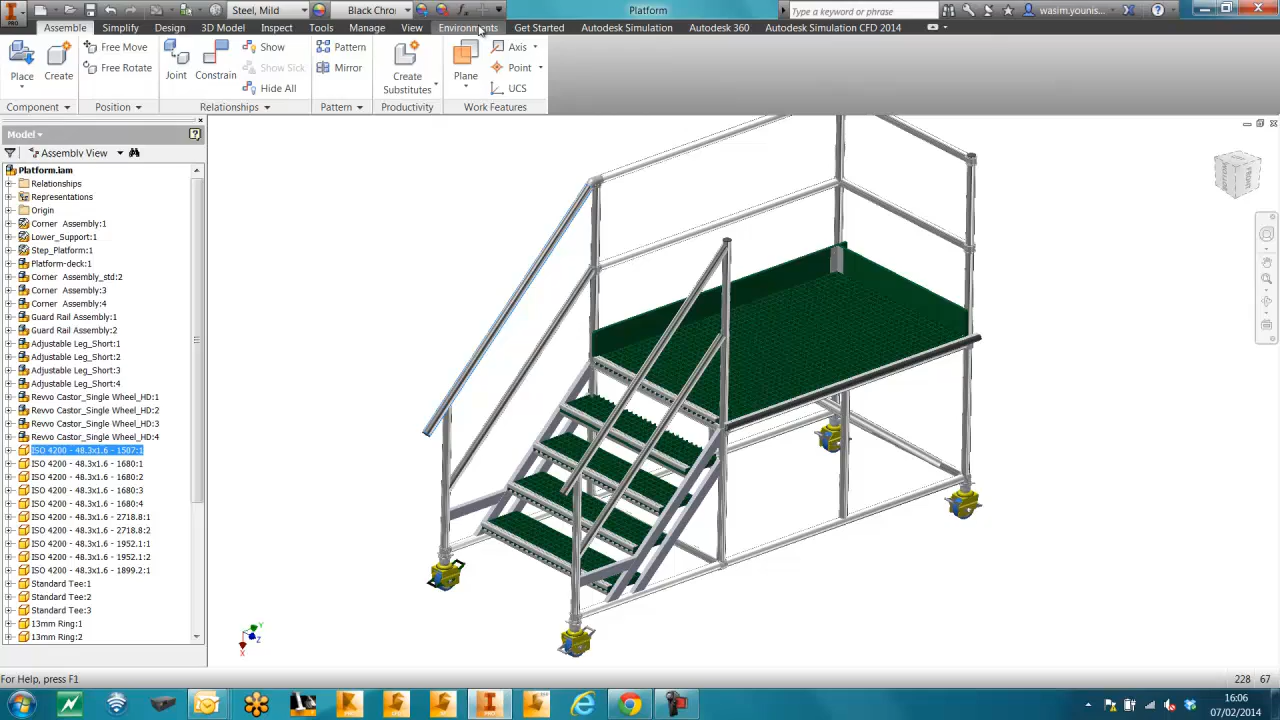 Steel, Mild
Black Chro
Platform
Type a keyword or phrase
wasim.younis...
PRO
Assemble
Simplify
Design
3D Model
Inspect
Tools
Manage
View
Environments
Get Started
Autodesk Simulation
Autodesk 360
Autodesk Simulation CFD 2014
Place
Create
Free Move
Free Rotate
Joint
Constrain
Show
Show Sick
Hide All
Pattern
Mirror
Create
Substitutes
Plane
Axis
Point
UCS
Component
Position
Relationships
Pattern
Productivity
Work Features
Model
Assembly View
Platform.iam
Relationships
Representations
Origin
Corner Assembly:1
Lower_Support:1
Step_Platform:1
Platform-deck:1
Corner Assembly_std:2
Corner Assembly:3
Corner Assembly:4
Guard Rail Assembly:1
Guard Rail Assembly:2
Adjustable Leg_Short:1
Adjustable Leg_Short:2
Adjustable Leg_Short:3
Adjustable Leg_Short:4
Revvo Castor_Single Wheel_HD:1
Revvo Castor_Single Wheel_HD:2
Revvo Castor_Single Wheel_HD:3
Revvo Castor_Single Wheel_HD:4
ISO 4200 - 48.3x1.6 - 1507:1
ISO 4200 - 48.3x1.6 - 1680:1
ISO 4200 - 48.3x1.6 - 1680:2
ISO 4200 - 48.3x1.6 - 1680:3
ISO 4200 - 48.3x1.6 - 1680:4
ISO 4200 - 48.3x1.6 - 2718.8:1
ISO 4200 - 48.3x1.6 - 2718.8:2
ISO 4200 - 48.3x1.6 - 1952.1:1
ISO 4200 - 48.3x1.6 - 1952.1:2
ISO 4200 - 48.3x1.6 - 1899.2:1
Standard Tee:1
Standard Tee:2
Standard Tee:3
13mm Ring:1
13mm Ring:2
Y
Z
X
For Help, press F1
228 67
16:06
07/02/2014